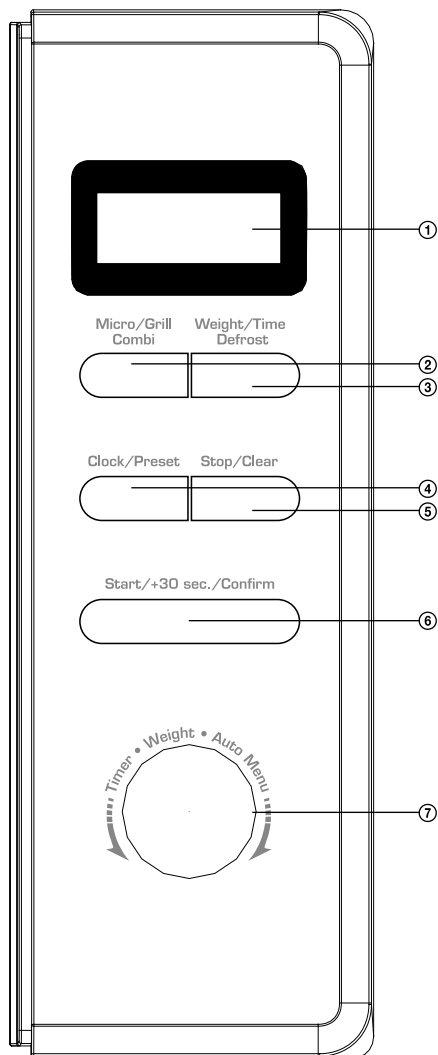 ①
Micro/Grill Combi
Weight/Time Defrost
②
③
Clock/Preset
Stop/Clear
④
⑤
Start/+30 sec./Confirm
⑥
Timer • Weight • Auto Menu
⑦